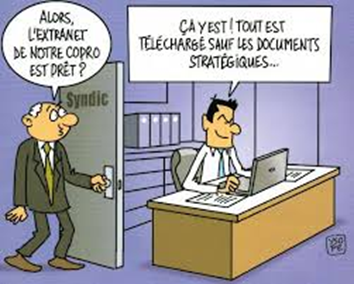 ALORS,
L'EXTRANET
DE NOTRE COPRO
EST PRÊT ?
ÇA Y EST ! TOUT EST
TÉLÉCHARGÉ SAUF LES DOCUMENTS
STRATÉGIQUES...
Syndic